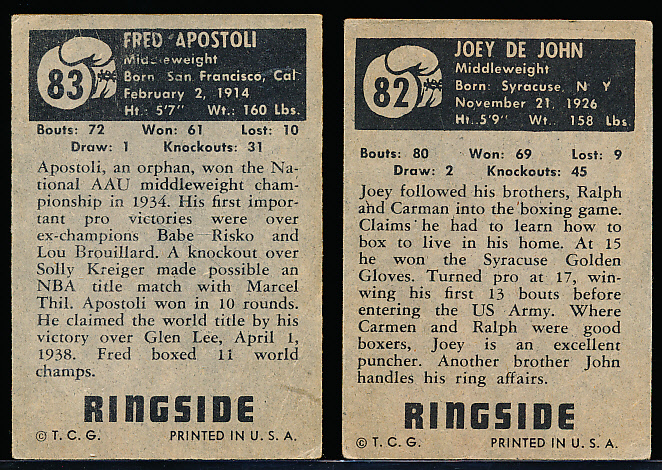 83
FRED APOSTOLI
Middleweight
Born San Francisco, Cal
February 2, 1914
Ht.: 5'7" Wt.: 160 Lbs.
Bouts: 72 Won: 61 Lost: 10
Draw: 1 Knockouts: 31
Apostoli, an orphan, won the Na-
tional AAU middleweight cham-
pionship in 1934. His first impor-
tant pro victories were over
ex-champions Babe Risko and
Lou Brouillard. A knockout over
Solly Kreiger made possible an
NBA title match with Marcel
Thil. Apostoli won in 10 rounds.
He claimed the world title by his
victory over Glen Lee, April 1,
1938. Fred boxed 11 world
champs.
RINGSIDE
© T. C. G. PRINTED IN U. S. A.
82
JOEY DE JOHN
Middleweight
Born: Syracuse, N Y
November 21, 1926
Ht.: 5'9" Wt.: 158 Lbs.
Bouts: 80 Won: 69 Lost: 9
Draw: 2 Knockouts: 45
Joey followed his brothers, Ralph
and Carman into the boxing game.
Claims he had to learn how to
box to live in his home. At 15
he won the Syracuse Golden
Gloves. Turned pro at 17, win-
ning his first 13 bouts before
entering the US Army. Where
Carmen and Ralph were good
boxers, Joey is an excellent
puncher. Another brother John
handles his ring affairs.
RINGSIDE
© T. C. G. PRINTED IN U. S. A.